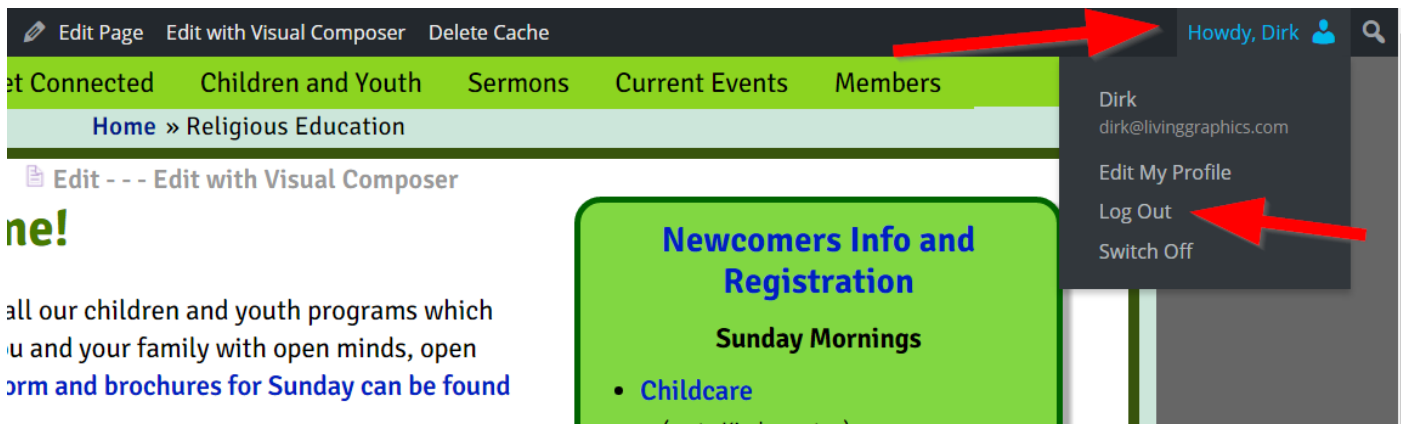 Edit Page Edit with Visual Composer Delete Cache Howdy, Dirk
et Connected Children and Youth Sermons Current Events Members
Home » Religious Education
Edit - - - Edit with Visual Composer
ne!
all our children and youth programs which
u and your family with open minds, open
orm and brochures for Sunday can be found
Newcomers Info and
Registration
Sunday Mornings
• Childcare
Dirk
dirk@livinggraphics.com
Edit My Profile
Log Out
Switch Off